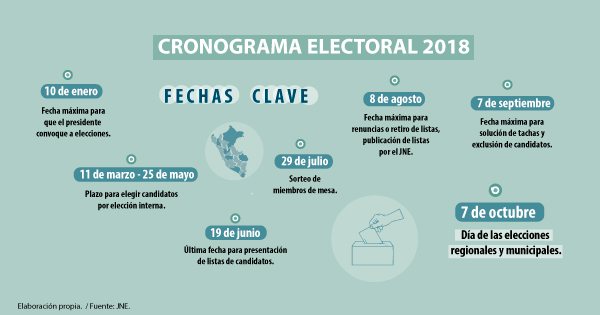 CRONOGRAMA ELECTORAL 2018
FECHAS CLAVE
10 de enero
Fecha máxima para
que el presidente
convoque a elecciones.
11 de marzo - 25 de mayo
Plazo para elegir candidatos
por elección interna.
19 de junio
Última fecha para presentación
de listas de candidatos.
29 de julio
Sorteo de
miembros de mesa.
8 de agosto
Fecha máxima para
renuncias o retiro de listas,
publicación de listas
por el JNE.
7 de septiembre
Fecha máxima para
solución de tachas y
exclusión de candidatos.
7 de octubre
Día de las elecciones
regionales y municipales.
Elaboración propia. / Fuente: JNE.